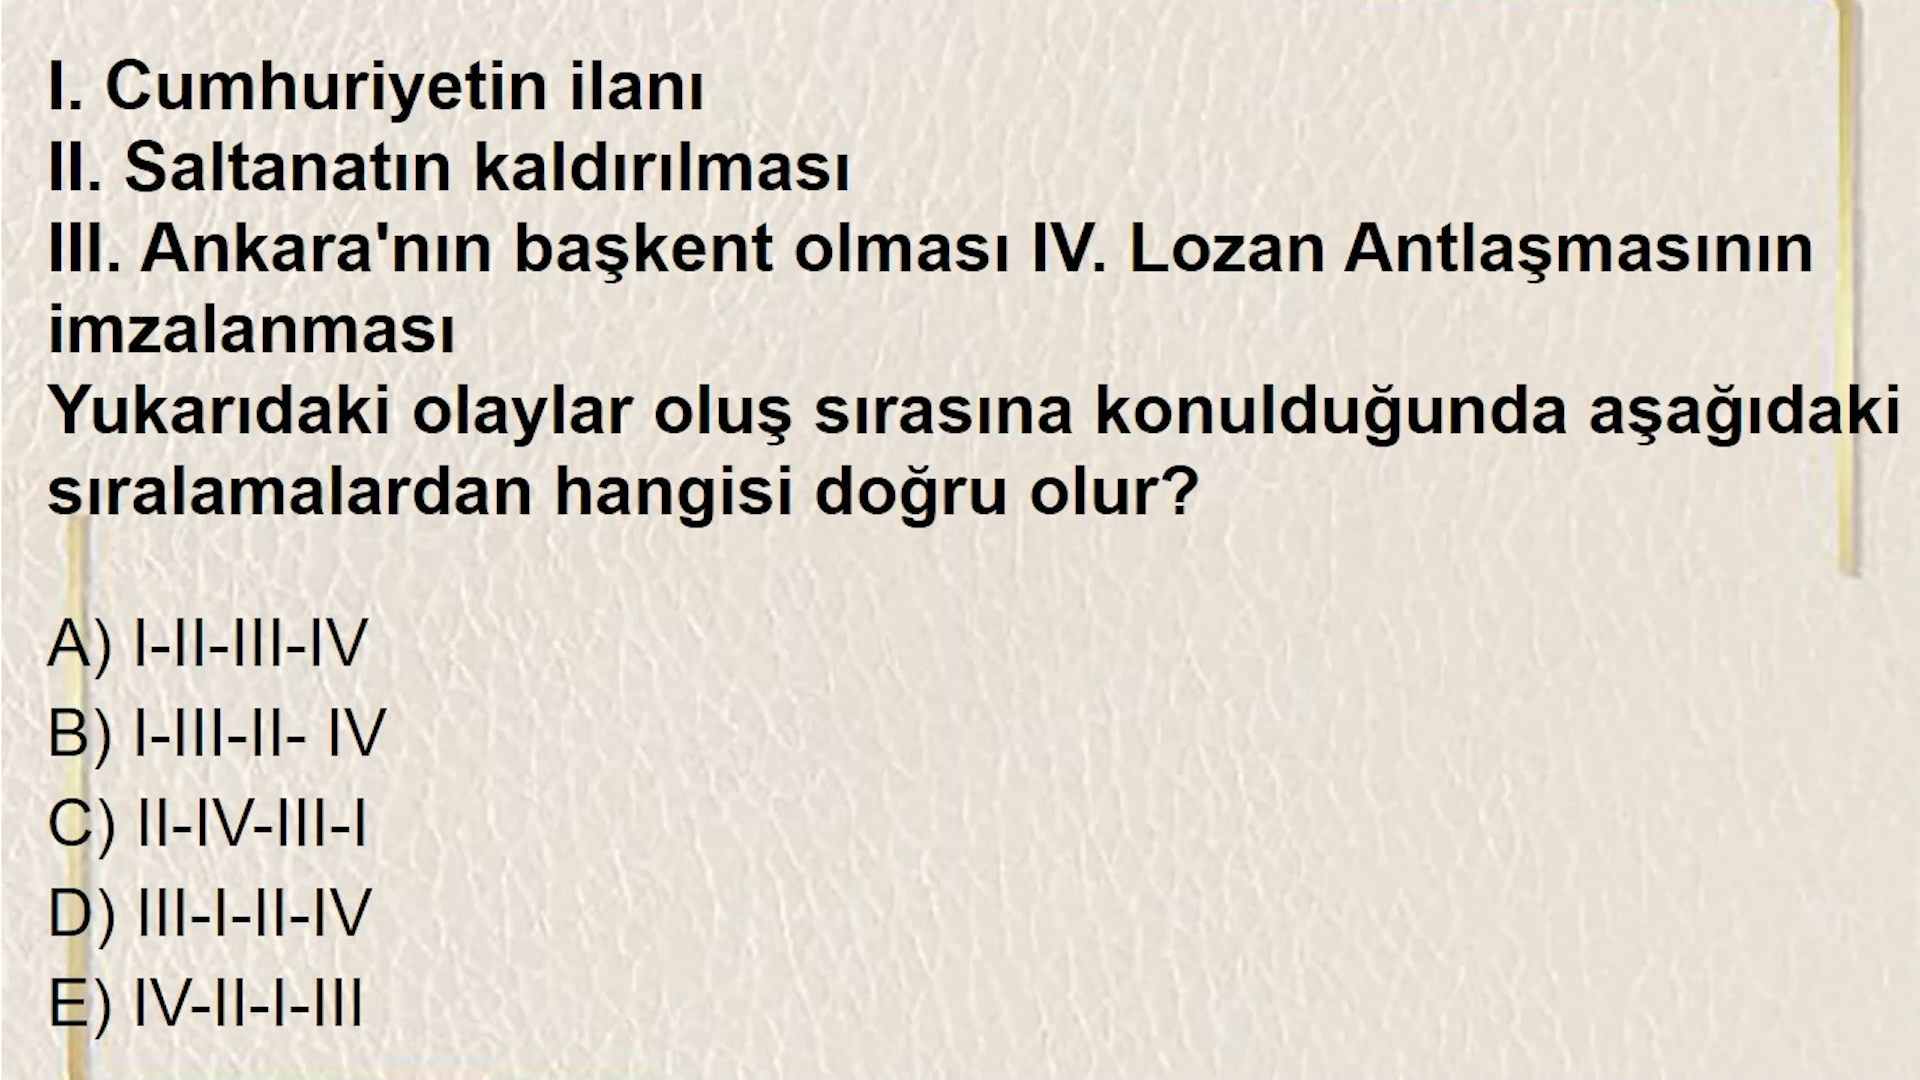 I. Cumhuriyetin ilanı
II. Saltanatın kaldırılması
III. Ankara'nın başkent olması IV. Lozan Antlaşmasının
imzalanması
Yukarıdaki olaylar oluş sırasına konulduğunda aşağıdaki
sıralamalardan hangisi doğru olur?
A) I-II-III-IV
B) I-III-II- IV
C) II-IV-III-I
D) III-I-II-IV
E) IV-II-I-III